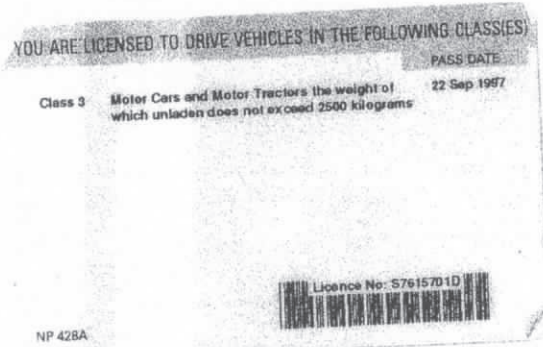 YOU ARE LICENSED TO DRIVE VEHICLES IN THE FOLLOWING CLASS(ES)
PASS DATE
Class 3 Motor Cars and Motor Tractors the weight of 22 Sep 1997
which unladen does not exceed 2500 kilograms
Licence No: S7615701D
NP 428A